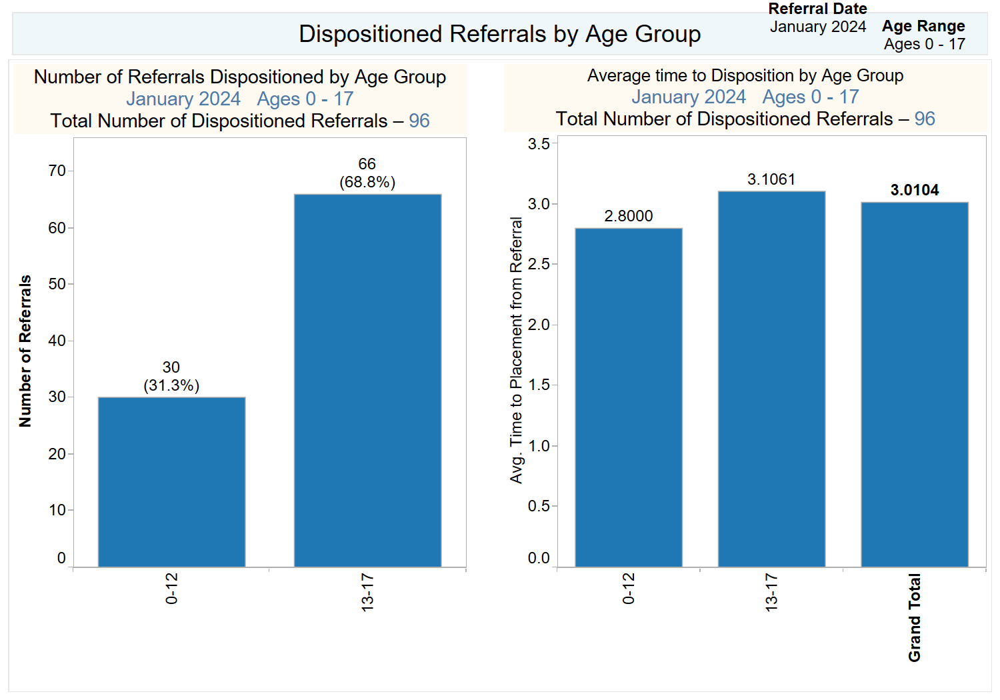 Referral Date
January 2024
Age Range
Ages 0 - 17
Dispositioned Referrals by Age Group
Number of Referrals Dispositioned by Age Group
January 2024 Ages 0 - 17
Total Number of Dispositioned Referrals – 96
Number of Referrals
70
60
50
40
30
20
10
0
30
(31.3%)
66
(68.8%)
0-12
13-17
Average time to Disposition by Age Group
January 2024 Ages 0 - 17
Total Number of Dispositioned Referrals – 96
Avg. Time to Placement from Referral
3.5
3.0
2.5
2.0
1.5
1.0
0.5
0.0
2.8000
3.1061
3.0104
0-12
13-17
Grand Total